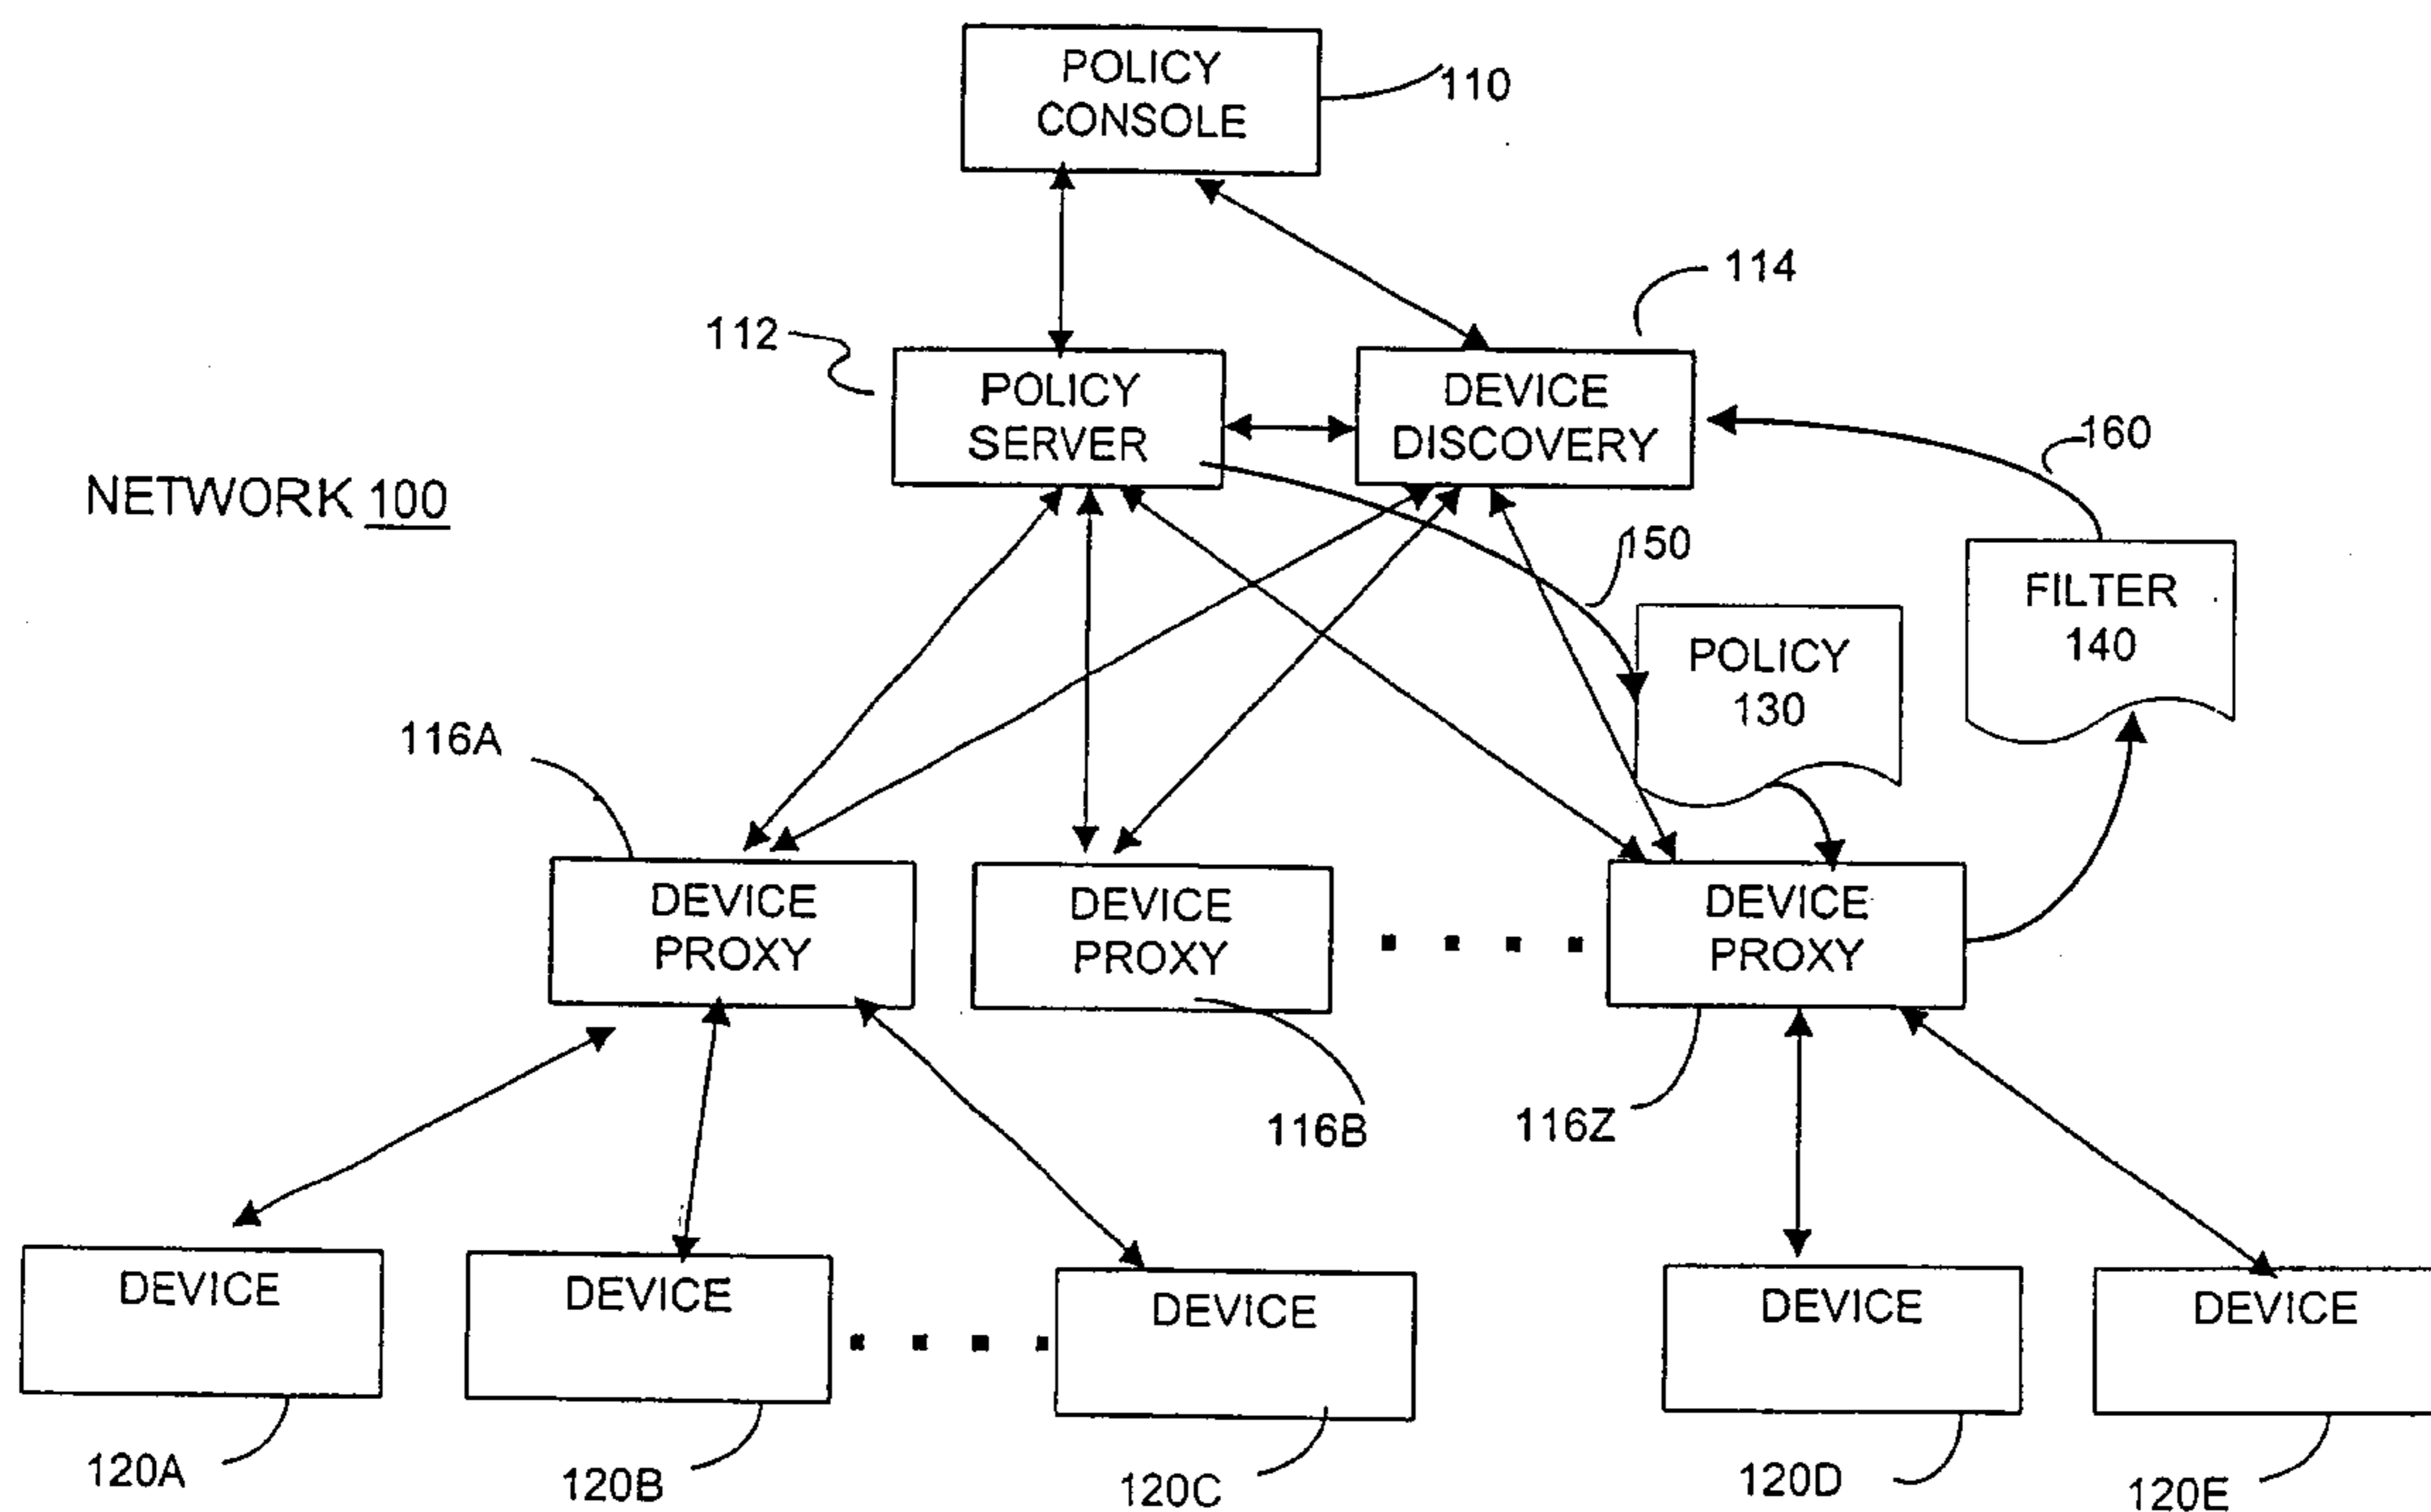 POLICY
CONSOLE
110
114
112
POLICY
SERVER
DEVICE
DISCOVERY
160
NETWORK 100
150
FILTER
140
POLICY
130
116A
DEVICE
PROXY
DEVICE
PROXY
DEVICE
PROXY
116B
116Z
DEVICE
DEVICE
DEVICE
DEVICE
DEVICE
120A
120B
120C
120D
120E